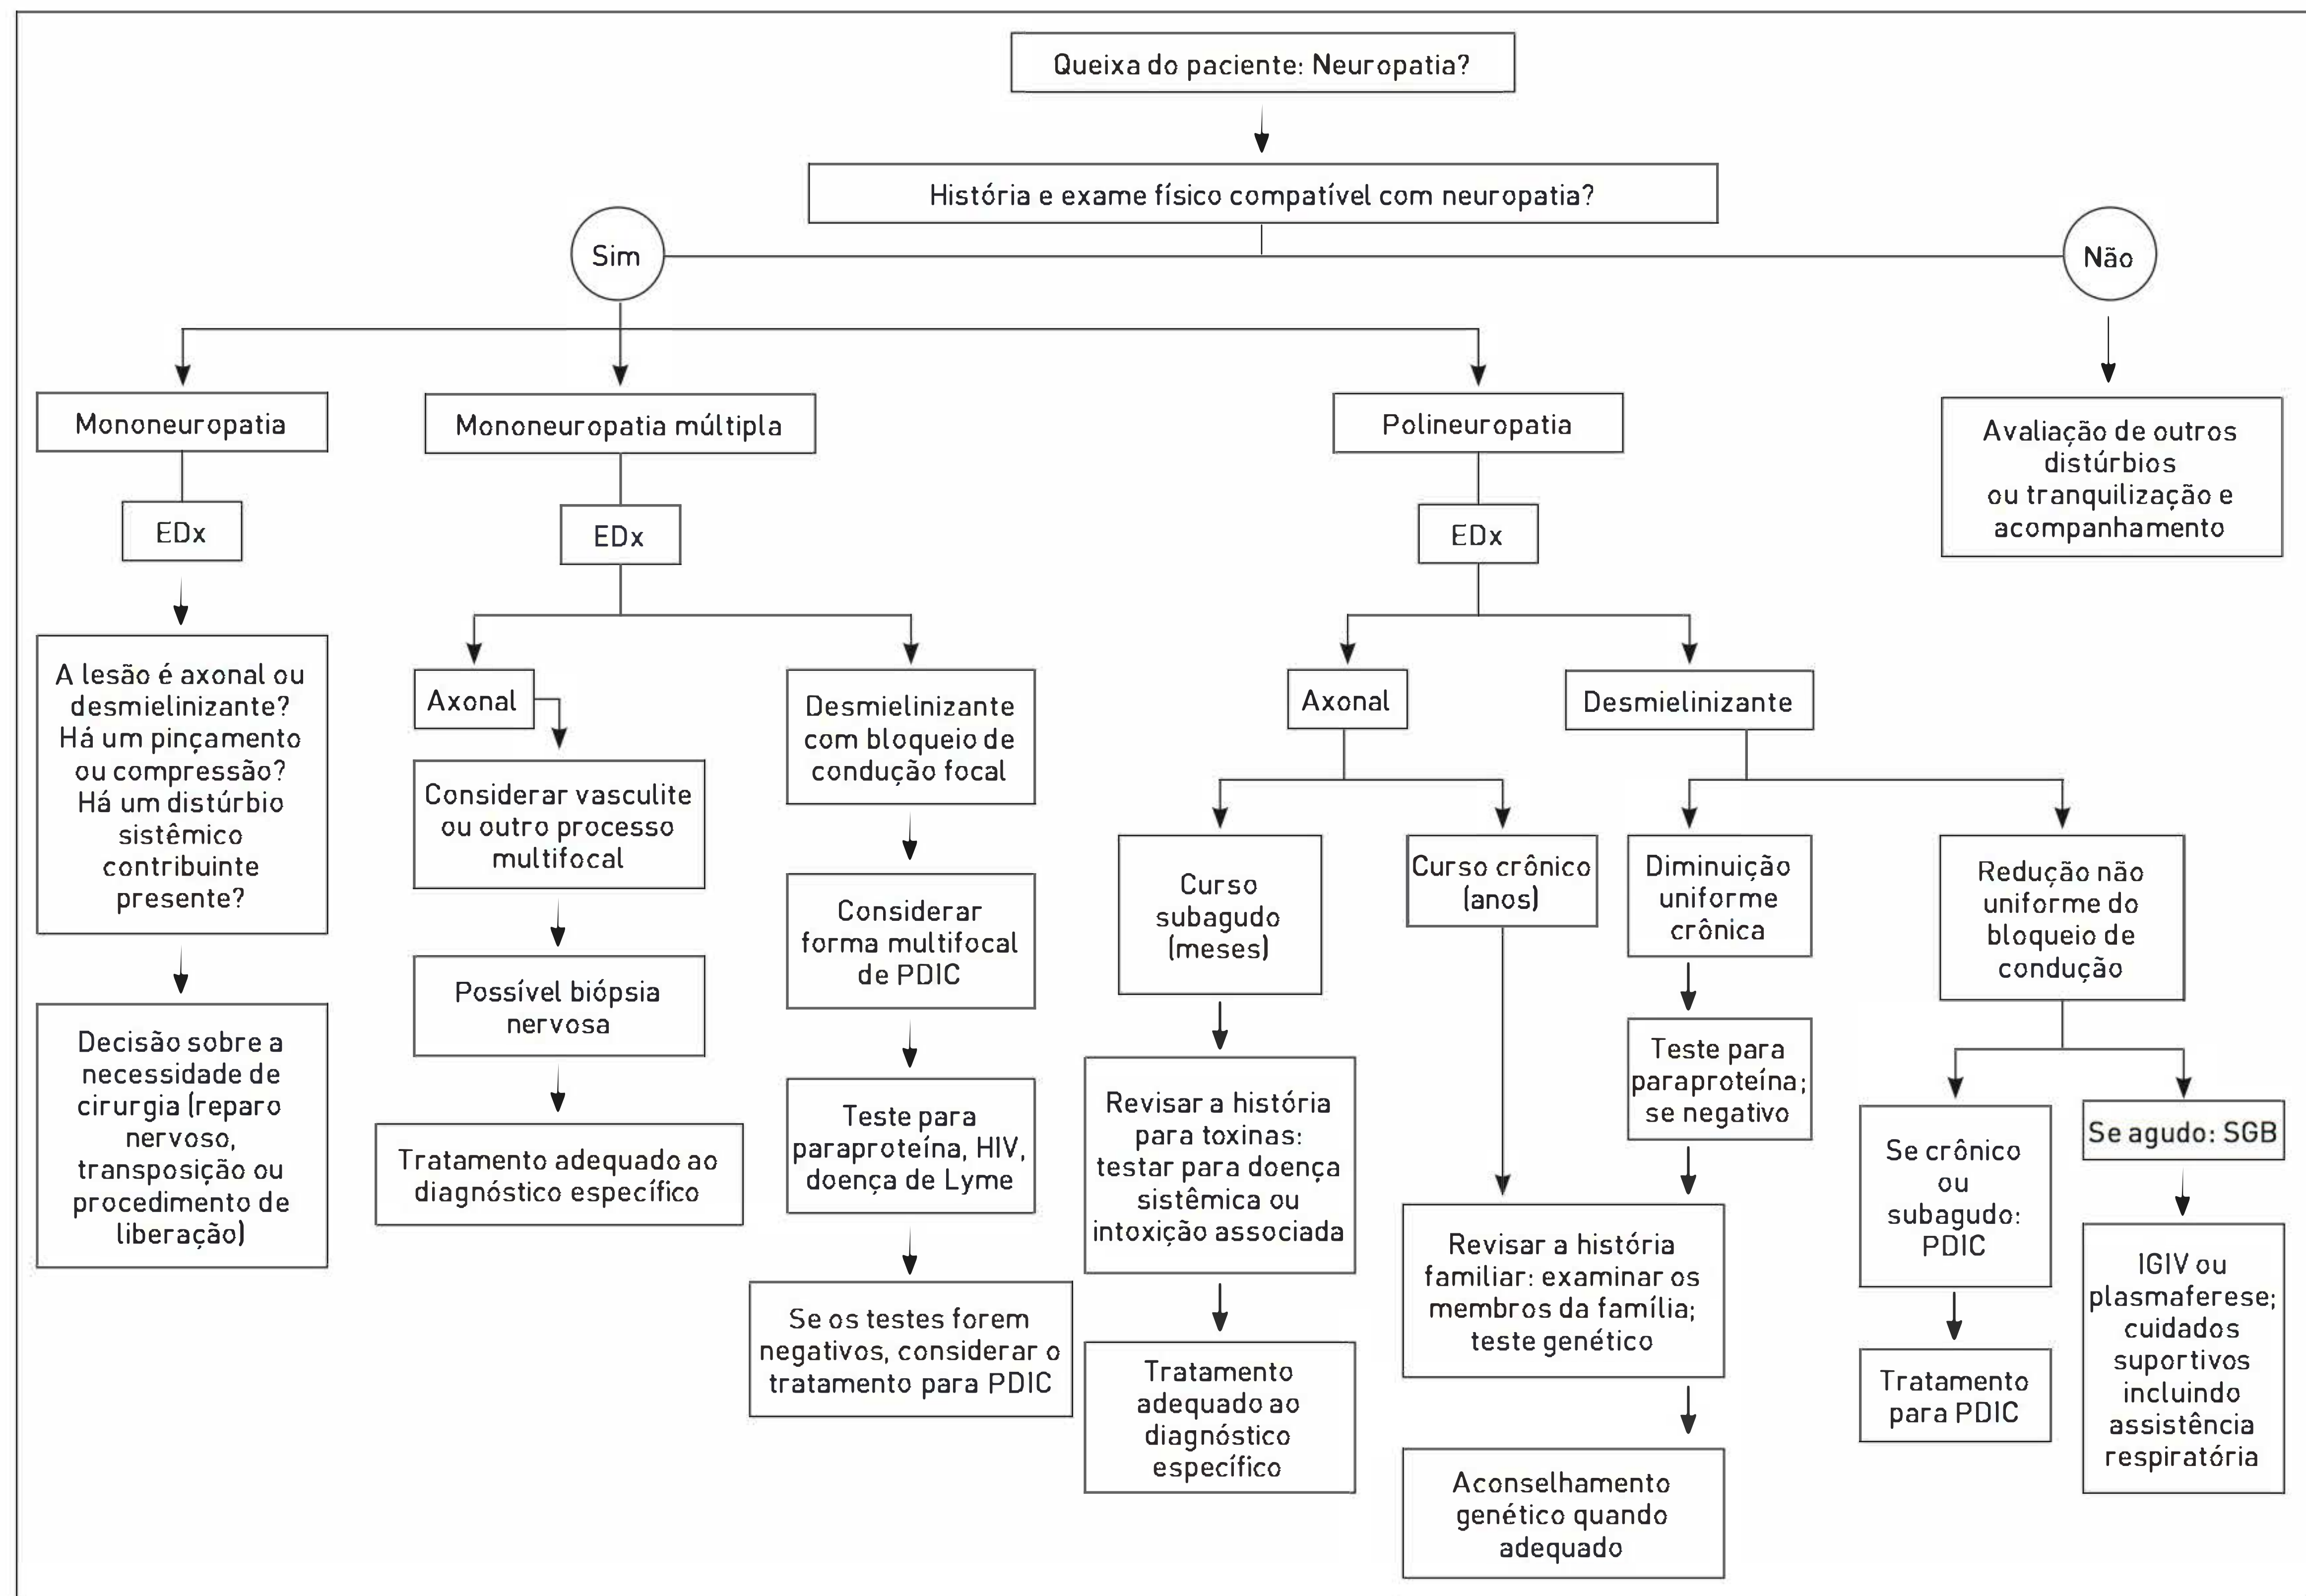 Queixa do paciente: Neuropatia?
História e exame físico compatível com neuropatia?
Sim
Não
Mononeuropatia
EDx
A lesão é axonal ou
desmielinizante?
Há um pinçamento
ou compressão?
Há um distúrbio
sistêmico
contribuinte
presente?
Decisão sobre a
necessidade de
cirurgia (reparo
nervoso,
transposição ou
procedimento de
liberação)
Mononeuropatia múltipla
EDx
Axonal
Considerar vasculite
ou outro processo
multifocal
Possível biópsia
nervosa
Tratamento adequado ao
diagnóstico específico
Desmielinizante
com bloqueio de
condução focal
Considerar
forma multifocal
de PDIC
Teste para
paraproteína, HIV,
doença de Lyme
Se os testes forem
negativos, considerar o
tratamento para PDIC
Polineuropatia
EDx
Axonal
Curso
subagudo
(meses)
Revisar a história
para toxinas:
testar para doença
sistêmica ou
intoxição associada
Tratamento
adequado ao
diagnóstico
específico
Curso crônico
(anos)
Desmielinizante
Diminuição
uniforme
crônica
Teste para
paraproteína;
se negativo
Revisar a história
familiar: examinar os
membros da família;
teste genético
Aconselhamento
genético quando
adequado
Redução não
uniforme do
bloqueio de
condução
Se crônico
ou
subagudo:
PDIC
Tratamento
para PDIC
Se agudo: SGB
IGIV ou
plasmaferese;
cuidados
suportivos
incluindo
assistência
respiratória
Avaliação de outros
distúrbios
ou tranquilização e
acompanhamento